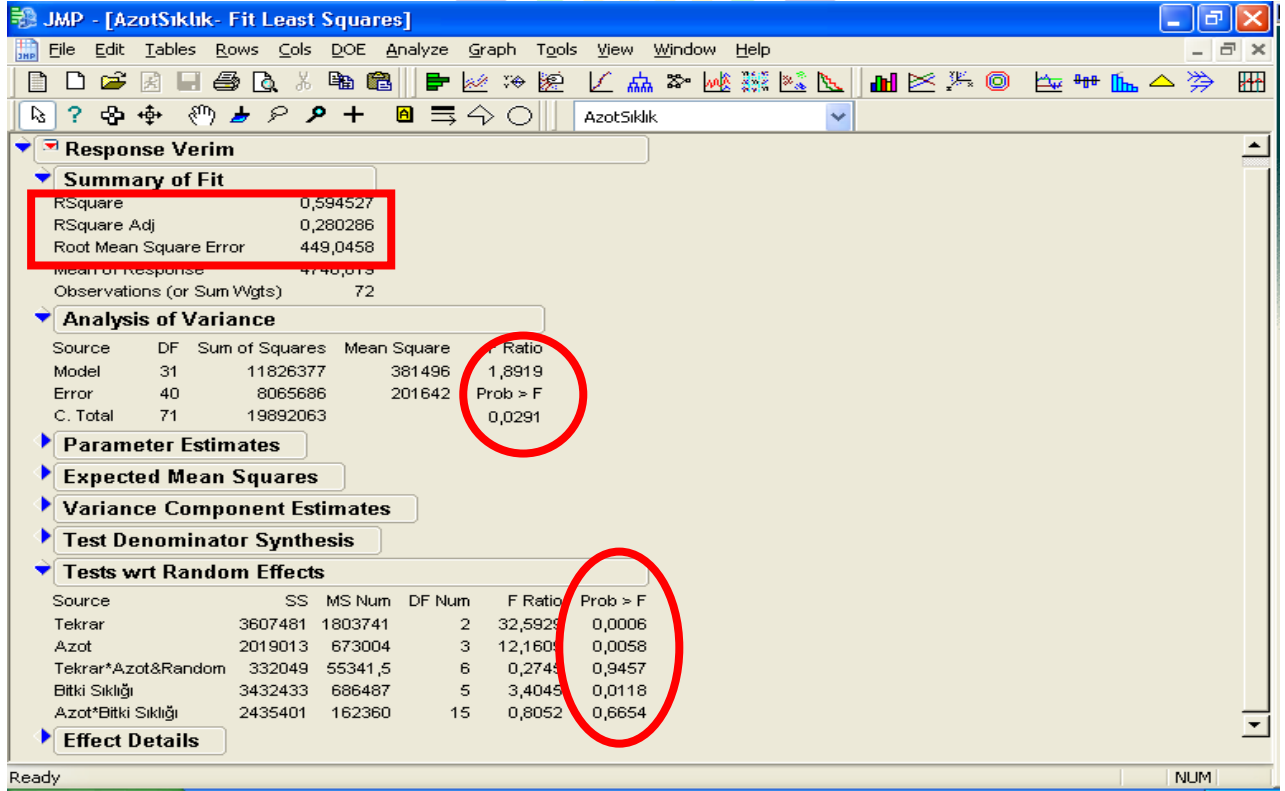 JMP - [AzotSıklık- Fit Least Squares]
File Edit Tables Rows Cols DOE Analyze Graph Tools View Window Help
AzotSıklık
Response Verim
Summary of Fit
RSquare 0,594527
RSquare Adj 0,280286
Root Mean Square Error 449,0458
Mean of Response
Observations (or Sum Wgts) 72
Analysis of Variance
Source DF Sum of Squares Mean Square F Ratio
Model 31 11826377 381496 1,8919
Error 40 8065686 201642 Prob > F
C. Total 71 19892063 0,0291
Parameter Estimates
Expected Mean Squares
Variance Component Estimates
Test Denominator Synthesis
Tests wrt Random Effects
Source SS MS Num DF Num F Ratio Prob > F
Tekrar 3607481 1803741 2 32,5929 0,0006
Azot 2019013 673004 3 12,1609 0,0058
Tekrar*Azot&Random 332049 55341,5 6 0,2745 0,9457
Bitki Sıklığı 3432433 686487 5 3,4045 0,0118
Azot*Bitki Sıklığı 2435401 162360 15 0,8052 0,6654
Effect Details
Ready NUM